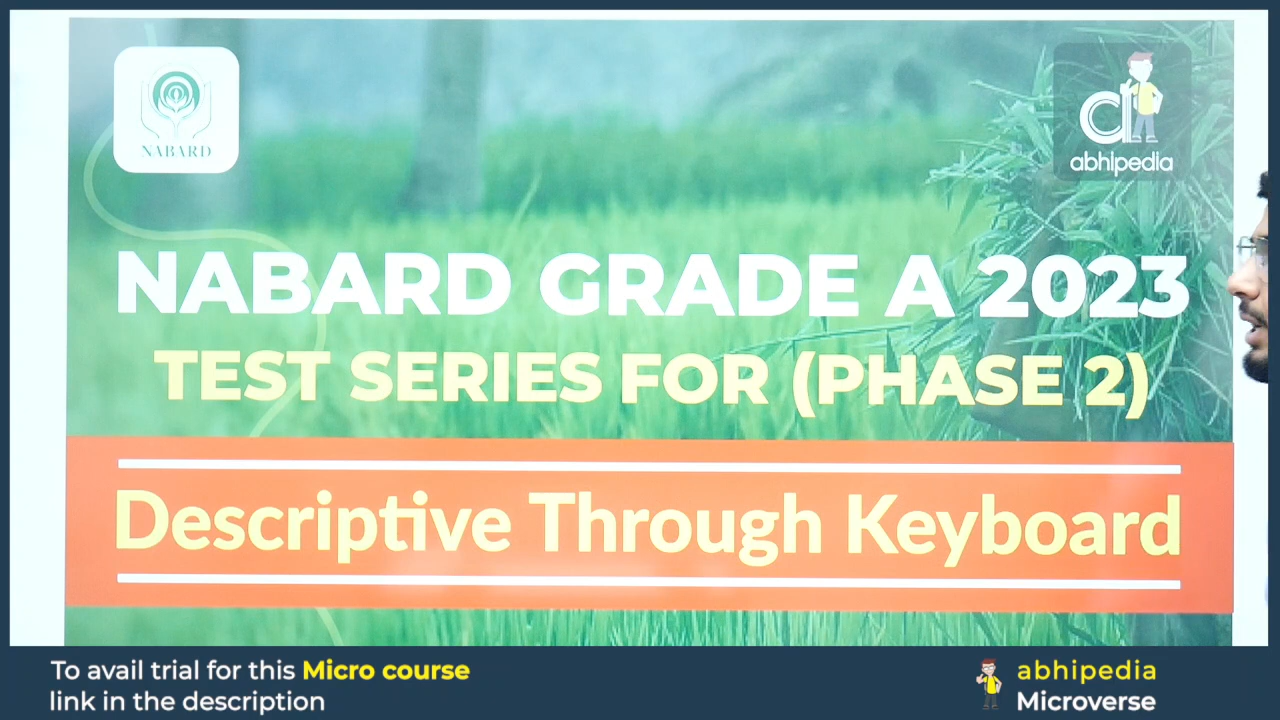 NABARD
abhipedia
NABARD GRADE A 2023
TEST SERIES FOR (PHASE 2)
Descriptive Through Keyboard
To avail trial for this Micro course
link in the description
abhipedia
Microverse